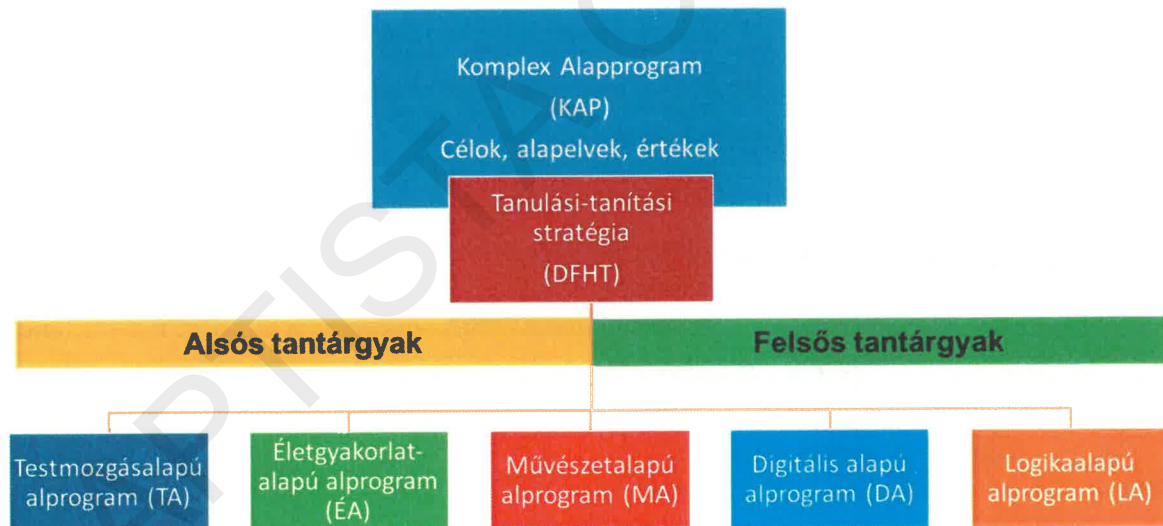 Komplex Alapprogram
(KAP)
Célok, alapelvek, értékek
Tanulási-tanítási
stratégia
(DFHT)
Alsós tantárgyak
Felsős tantárgyak
Testmozgásalapú
alprogram (TA)
Életgyakorlat-
alapú alprogram
(ÉA)
Művészetalapú
alprogram (MA)
Digitális alapú
alprogram (DA)
Logikaalapú
alprogram (LA)